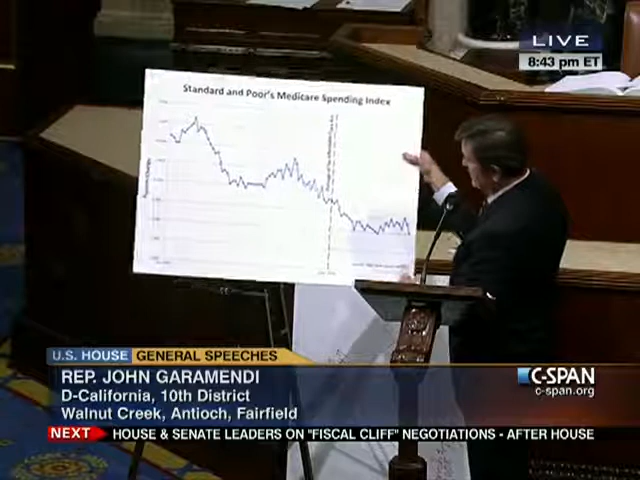 LIVE
8:43 pm ET
Standard and Poor's Medicare Spending Index
U.S. HOUSE GENERAL SPEECHES
REP. JOHN GARAMENDI
D-California, 10th District
Walnut Creek, Antioch, Fairfield
C-SPAN
c-span.org
NEXT HOUSE & SENATE LEADERS ON "FISCAL CLIFF" NEGOTIATIONS - AFTER HOUSE